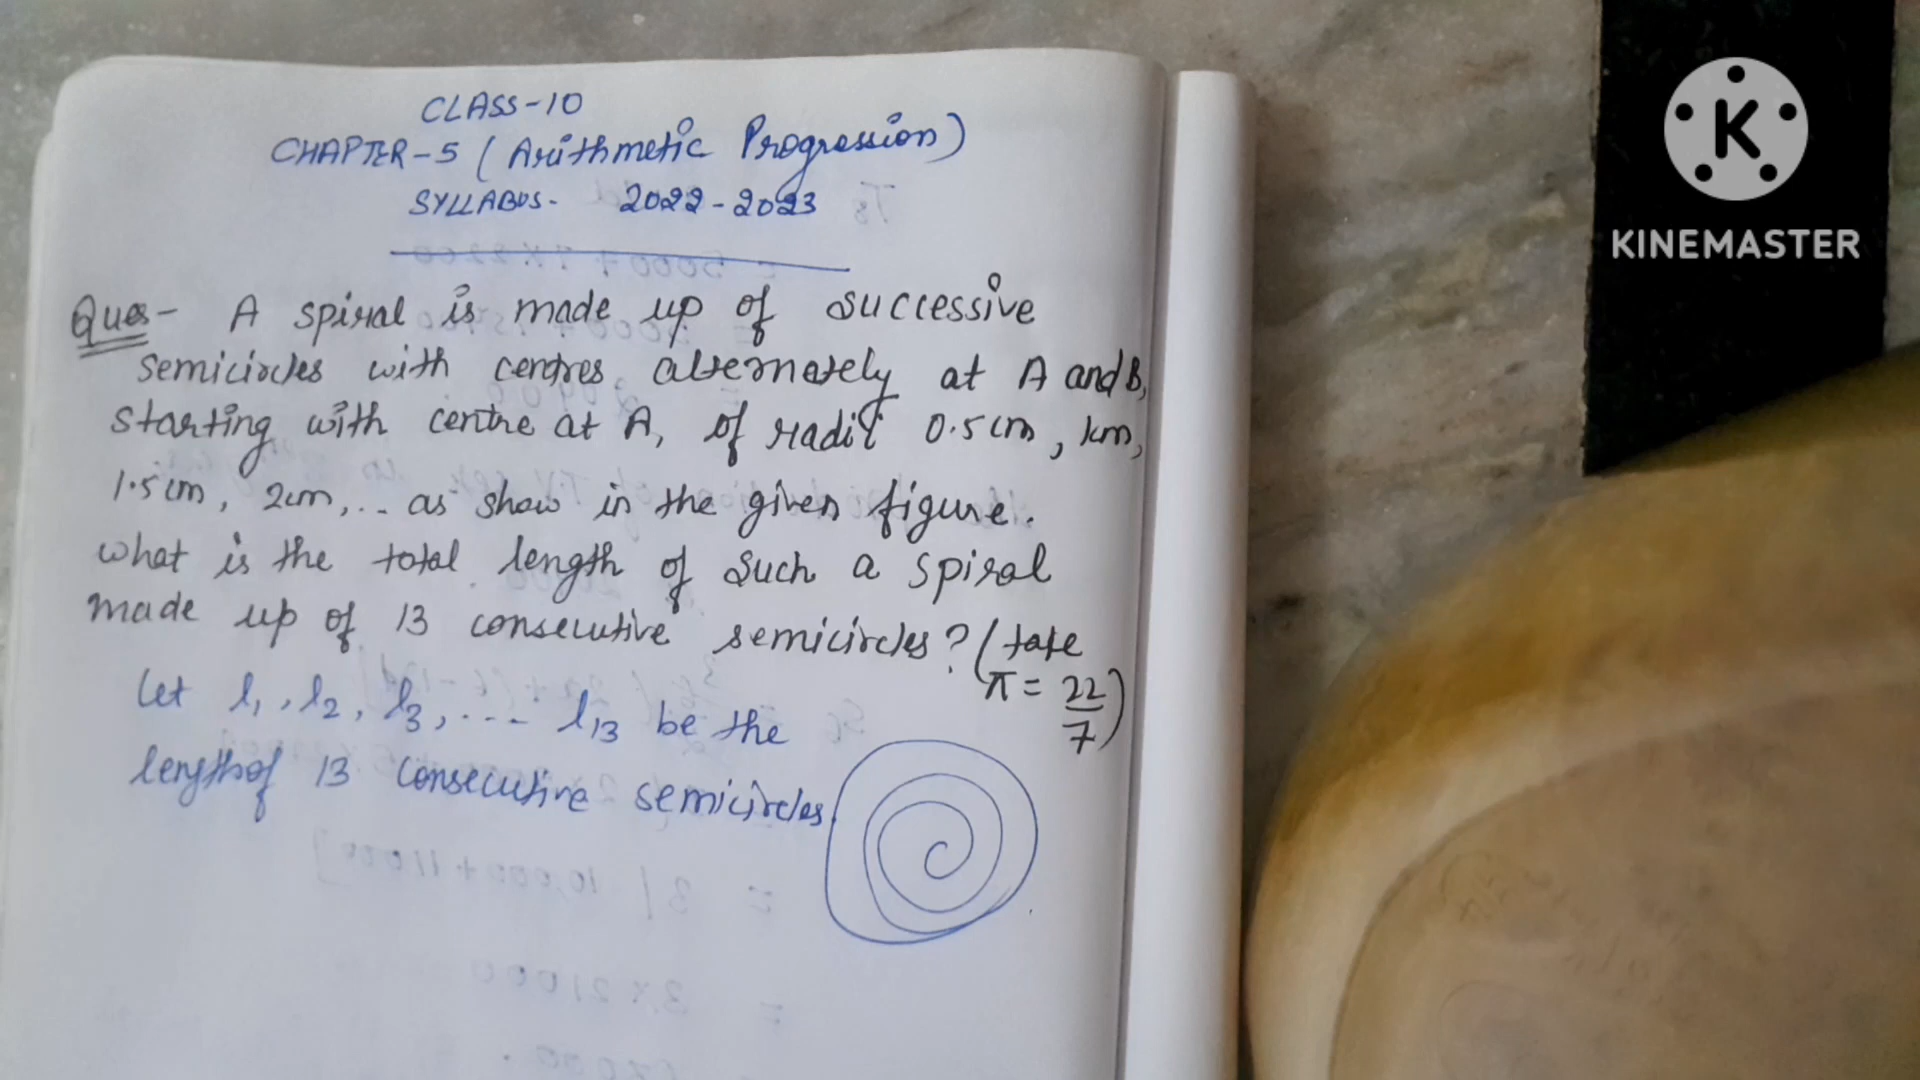 CLASS-10
CHAPTER-5 (Arithmetic Progression)
SYLLABUS- 2022-2023
Ques- A spiral is made up of successive
semicircles with centres alternately at A and B,
starting with centre at A, of radii 0.5cm, 1cm,
1.5cm, 2cm,... as show in the given figure.
what is the total length of such a spiral
made up of 13 consecutive semicircles? (take
π = 22/7)
Let l₁, l₂, l₃, .... l₁₃ be the
length of 13 consecutive semicircles.
K
KINEMASTER